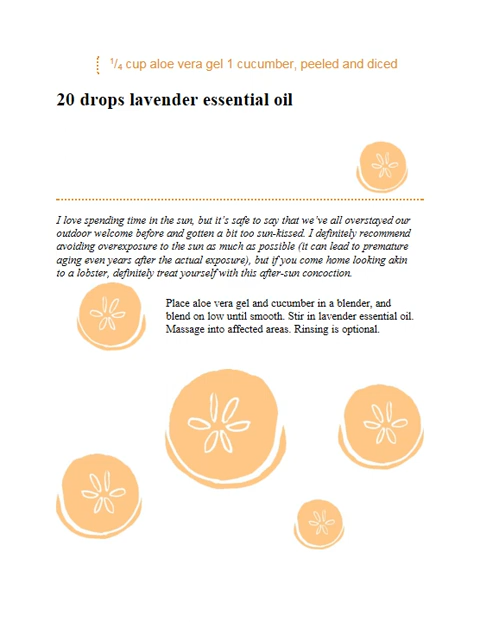 ¼ cup aloe vera gel 1 cucumber, peeled and diced
20 drops lavender essential oil
I love spending time in the sun, but it's safe to say that we've all overstayed our
outdoor welcome before and gotten a bit too sun-kissed. I definitely recommend
avoiding overexposure to the sun as much as possible (it can lead to premature
aging even years after the actual exposure), but if you come home looking akin
to a lobster, definitely treat yourself with this after-sun concoction.
Place aloe vera gel and cucumber in a blender, and
blend on low until smooth. Stir in lavender essential oil.
Massage into affected areas. Rinsing is optional.